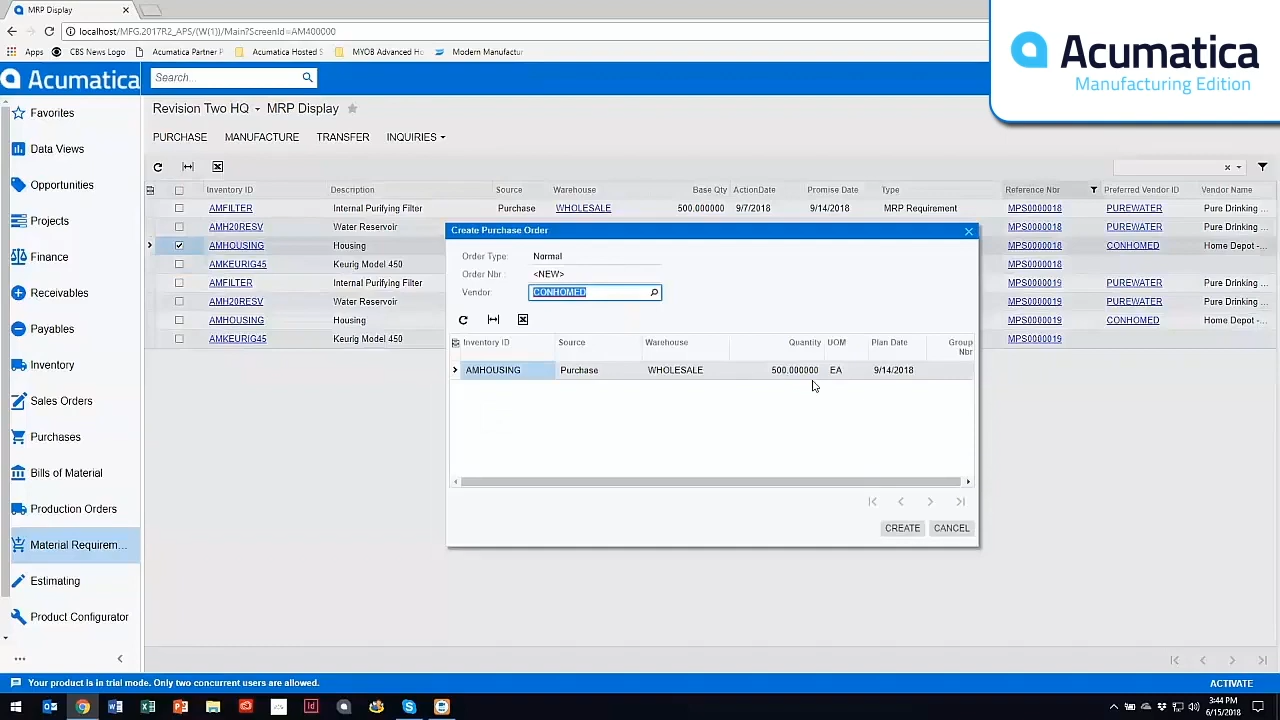 MRP Display
localhost/MFG.2017R2_APS/(W(1))/Main?ScreenId=AM400000
Apps CBS News Logo Acumatica Partner P Acumatica Hosted S MYOB Advanced Ho Modern Manufactur
Acumatica
Manufacturing Edition
Acumatica
Search...
Favorites
Data Views
Opportunities
Projects
Finance
Receivables
Payables
Inventory
Sales Orders
Purchases
Bills of Material
Production Orders
Material Requirem...
Estimating
Product Configurator
Revision Two HQ MRP Display
PURCHASE MANUFACTURE TRANSFER INQUIRIES
Inventory ID Description Source Warehouse Base Qty ActionDate Promise Date Type Reference Nbr Preferred Vendor ID Vendor Name
AMFILTER Internal Purifying Filter Purchase WHOLESALE 500.000000 9/7/2018 9/14/2018 MRP Requirement MPS0000018 PUREWATER Pure Drinking ...
AMH20RESV Water Reservoir MPS0000018 PUREWATER Pure Drinking ...
AMHOUSING Housing MPS0000018 CONHOMED Home Depot -...
AMKEURIG45 Keurig Model 450 MPS0000018
AMFILTER Internal Purifying Filter MPS0000019 PUREWATER Pure Drinking ...
AMH20RESV Water Reservoir MPS0000019 PUREWATER Pure Drinking ...
AMHOUSING Housing MPS0000019 CONHOMED Home Depot -...
AMKEURIG45 Keurig Model 450 MPS0000019
Create Purchase Order
Order Type: Normal
Order Nbr : <NEW>
Vendor: CONHOMED
Inventory ID Source Warehouse Quantity UOM Plan Date Group Nbr
AMHOUSING Purchase WHOLESALE 500.000000 EA 9/14/2018
CREATE CANCEL
Your product is in trial mode. Only two concurrent users are allowed. ACTIVATE
3:44 PM
6/15/2018